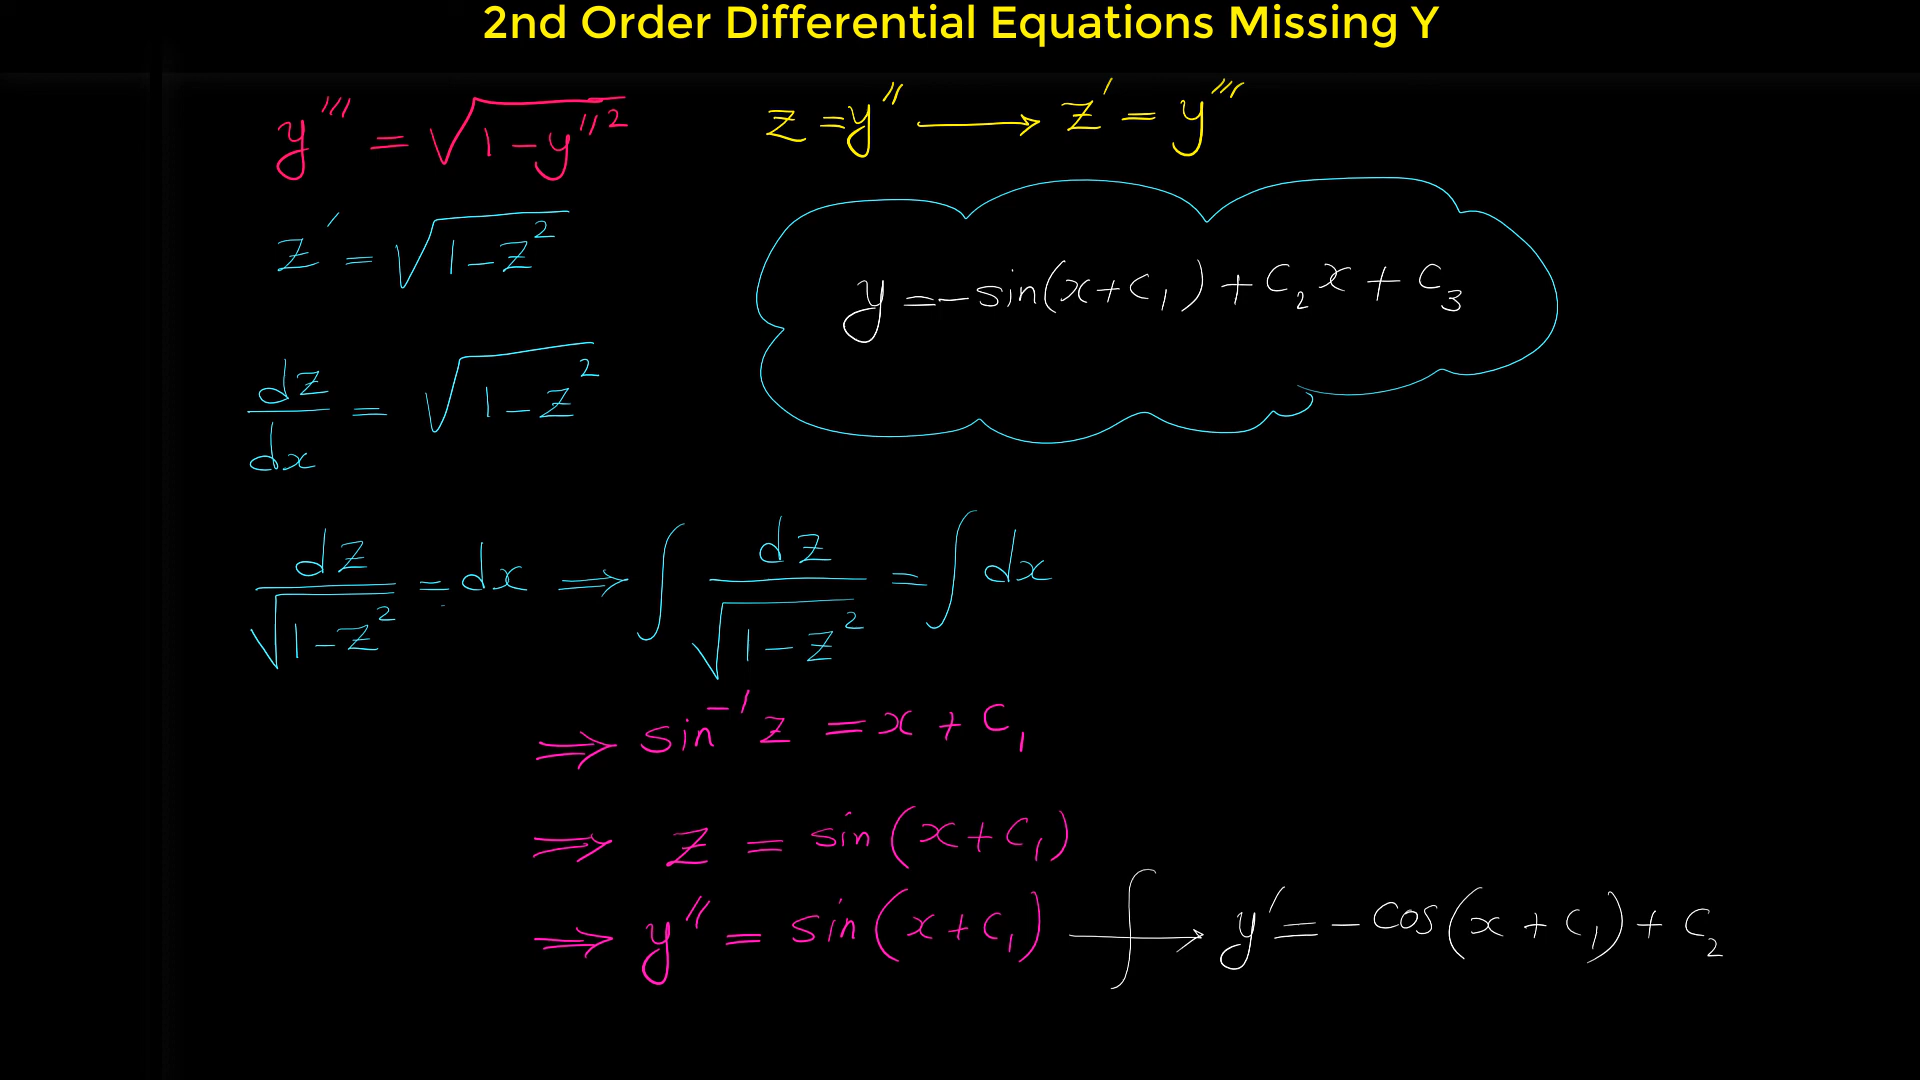 2nd Order Differential Equations Missing Y
y''' = √(1 - y''²)
z = y'' ⟶ z' = y'''
z' = √(1 - z²)
y = - sin(x + c₁) + c₂x + c₃
dz/dx = √(1 - z²)
dz/√(1 - z²) = dx ⟹ ∫ dz/√(1 - z²) = ∫ dx
⟹ sin⁻¹ z = x + c₁
⟹ z = sin(x + c₁)
⟹ y'' = sin(x + c₁) ∫⟶ y' = - cos(x + c₁) + c₂